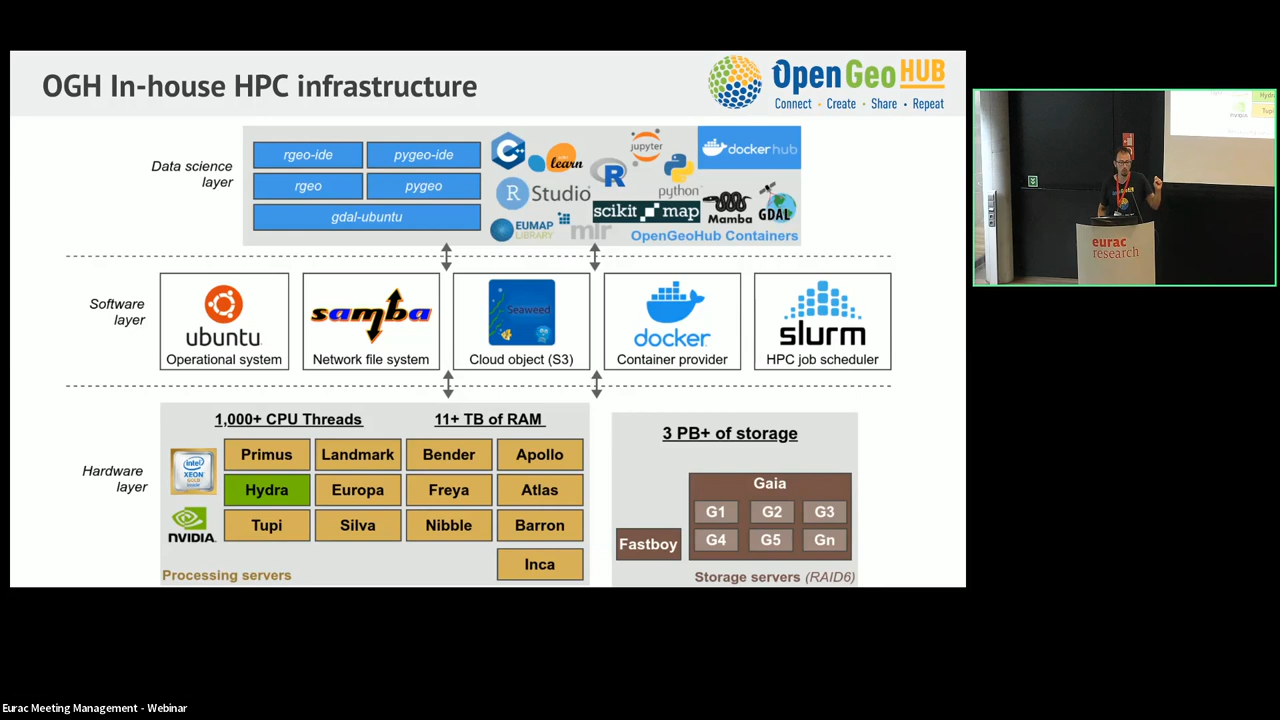 OGH In-house HPC infrastructure
OpenGeoHUB
Connect • Create • Share • Repeat
Data science
layer
rgeo-ide
pygeo-ide
rgeo
pygeo
gdal-ubuntu
C++
learn
R
jupyter
docker hub
R Studio
python
scikit map
Mamba
GDAL
EUMAP
LIBRARY
mlr
OpenGeoHub Containers
Software
layer
ubuntu
Operational system
samba
Network file system
Seaweed
Cloud object (S3)
docker
Container provider
slurm
HPC job scheduler
Hardware
layer
1,000+ CPU Threads
11+ TB of RAM
intel
XEON
GOLD
NVIDIA
Primus
Landmark
Bender
Apollo
Hydra
Europa
Freya
Atlas
Tupi
Silva
Nibble
Barron
Inca
Processing servers
3 PB+ of storage
Gaia
G1
G2
G3
G4
G5
Gn
Fastboy
Storage servers (RAID6)
eurac
research
Eurac Meeting Management - Webinar